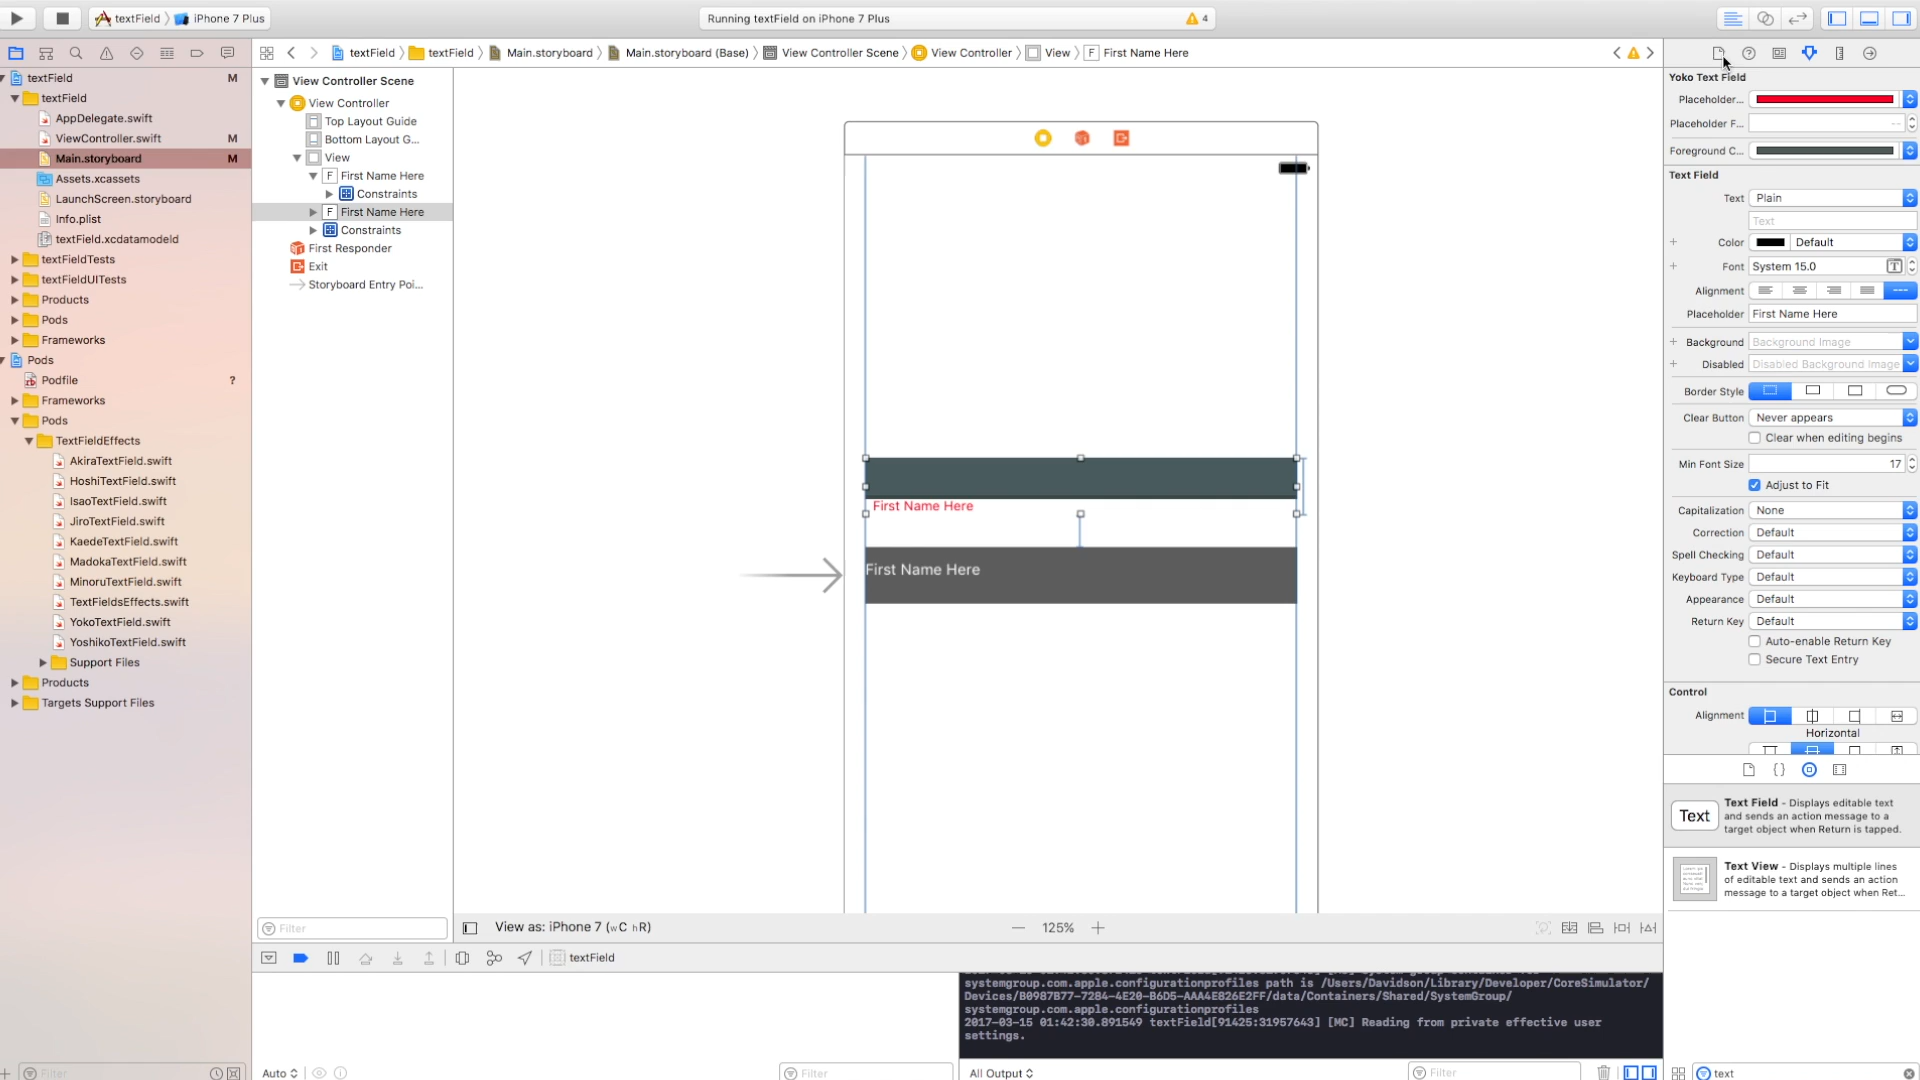 textField
iPhone 7 Plus
Running textField on iPhone 7 Plus
4
textField
textField
Main.storyboard
Main.storyboard (Base)
View Controller Scene
View Controller
View
F
First Name Here
textField
M
textField
AppDelegate.swift
ViewController.swift
M
Main.storyboard
M
Assets.xcassets
LaunchScreen.storyboard
Info.plist
textField.xcdatamodeld
textFieldTests
textFieldUITests
Products
Pods
Frameworks
Pods
Podfile
?
Frameworks
Pods
TextFieldEffects
AkiraTextField.swift
HoshiTextField.swift
IsaoTextField.swift
JiroTextField.swift
KaedeTextField.swift
MadokaTextField.swift
MinoruTextField.swift
TextFieldsEffects.swift
YokoTextField.swift
YoshikoTextField.swift
Support Files
Products
Targets Support Files
Filter
View Controller Scene
View Controller
Top Layout Guide
Bottom Layout G...
View
F First Name Here
Constraints
F First Name Here
Constraints
First Responder
Exit
Storyboard Entry Poi...
Filter
First Name Here
First Name Here
View as: iPhone 7 (wC hR)
125%
textField
systemgroup.com.apple.configurationprofiles path is /Users/Davidson/Library/Developer/CoreSimulator/
Devices/B0987B77-7284-4E20-B6D5-AAA4EB26E2FF/data/Containers/Shared/SystemGroup/
systemgroup.com.apple.configurationprofiles
2017-03-15 01:42:30.891549 textField[91425:31957643] [MC] Reading from private effective user
settings.
Auto
Filter
All Output
Filter
Yoko Text Field
Placeholder...
Placeholder F...
Foreground C...
Text Field
Text Plain
Text
Color Default
Font System 15.0
T
Alignment
Placeholder First Name Here
Background Background Image
Disabled Disabled Background Image
Border Style
Clear Button Never appears
Clear when editing begins
Min Font Size 17
Adjust to Fit
Capitalization None
Correction Default
Spell Checking Default
Keyboard Type Default
Appearance Default
Return Key Default
Auto-enable Return Key
Secure Text Entry
Control
Alignment
Horizontal
{}
Text
Text Field - Displays editable text
and sends an action message to a
target object when Return is tapped.
Text View - Displays multiple lines
of editable text and sends an action
message to a target object when Ret...
text